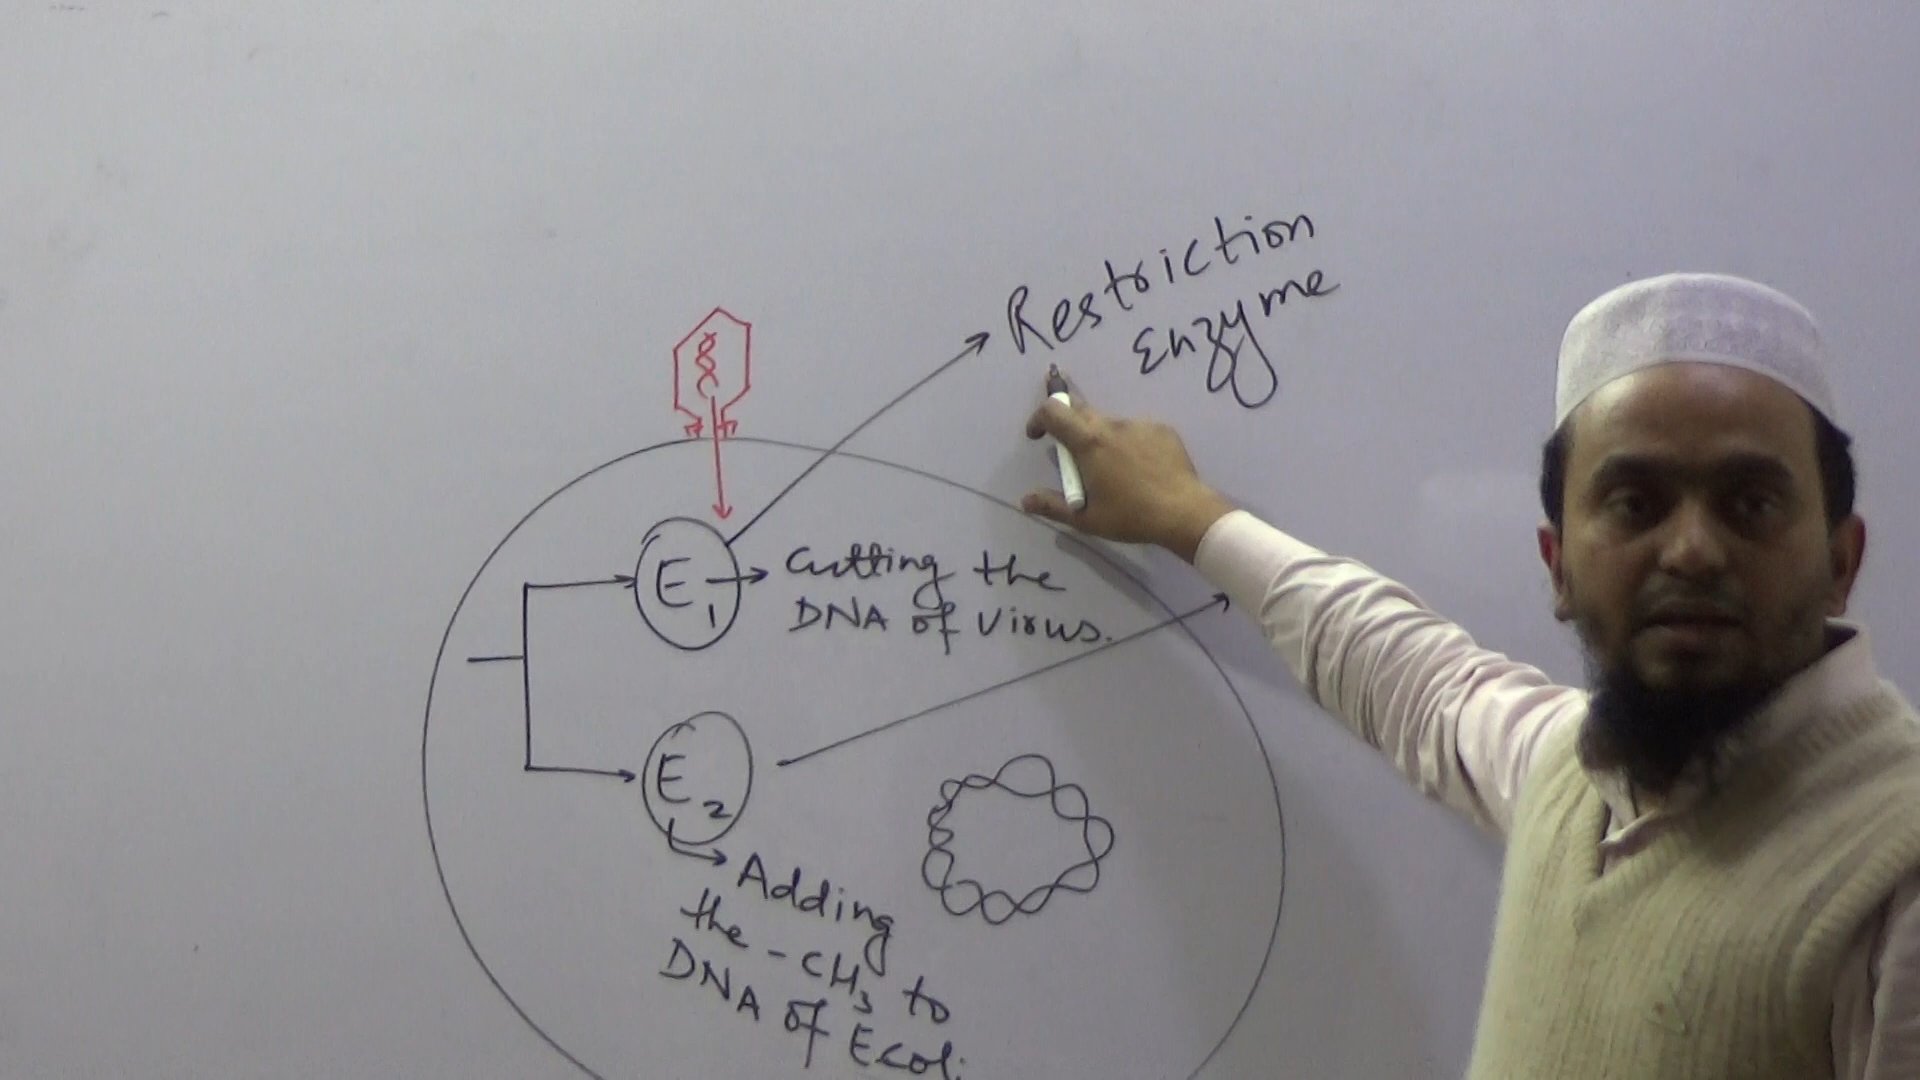 Restriction
Enzyme
E1
Cutting the
DNA of Virus.
E2
Adding
the -CH3 to
DNA of Ecoli